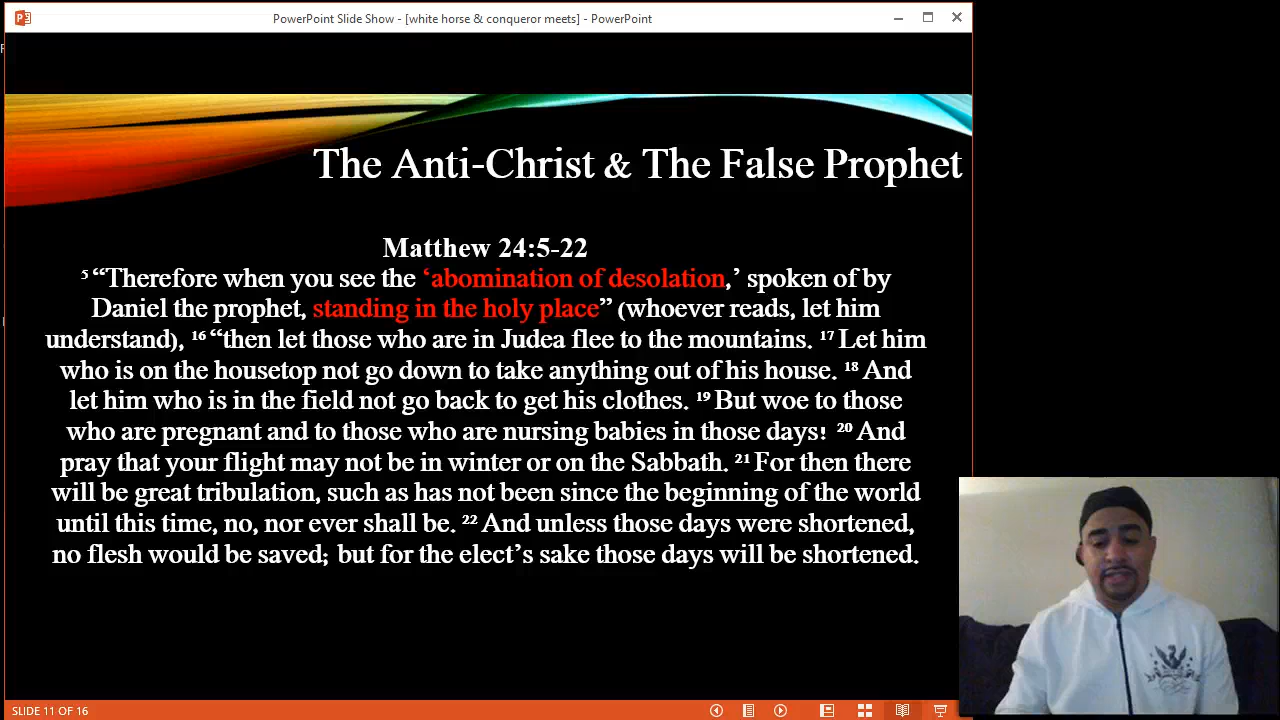 PowerPoint Slide Show - [white horse & conqueror meets] - PowerPoint
The Anti-Christ & The False Prophet
Matthew 24:5-22
5 “Therefore when you see the ‘abomination of desolation,’ spoken of by
Daniel the prophet, standing in the holy place” (whoever reads, let him
understand), 16 “then let those who are in Judea flee to the mountains. 17 Let him
who is on the housetop not go down to take anything out of his house. 18 And
let him who is in the field not go back to get his clothes. 19 But woe to those
who are pregnant and to those who are nursing babies in those days! 20 And
pray that your flight may not be in winter or on the Sabbath. 21 For then there
will be great tribulation, such as has not been since the beginning of the world
until this time, no, nor ever shall be. 22 And unless those days were shortened,
no flesh would be saved; but for the elect’s sake those days will be shortened.
SLIDE 11 OF 16